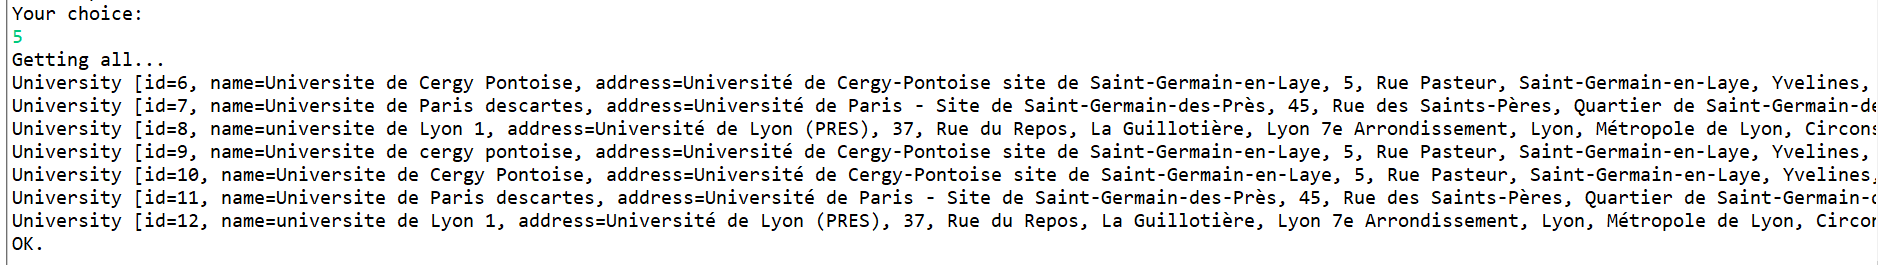 Your choice:
5
Getting all...
University [id=6, name=Universite de Cergy Pontoise, address=Université de Cergy-Pontoise site de Saint-Germain-en-Laye, 5, Rue Pasteur, Saint-Germain-en-Laye, Yvelines,
University [id=7, name=Universite de Paris descartes, address=Université de Paris - Site de Saint-Germain-des-Près, 45, Rue des Saints-Pères, Quartier de Saint-Germain-de
University [id=8, name=universite de Lyon 1, address=Université de Lyon (PRES), 37, Rue du Repos, La Guillotière, Lyon 7e Arrondissement, Lyon, Métropole de Lyon, Circons
University [id=9, name=Universite de cergy pontoise, address=Université de Cergy-Pontoise site de Saint-Germain-en-Laye, 5, Rue Pasteur, Saint-Germain-en-Laye, Yvelines,
University [id=10, name=Universite de Cergy Pontoise, address=Université de Cergy-Pontoise site de Saint-Germain-en-Laye, 5, Rue Pasteur, Saint-Germain-en-Laye, Yvelines,
University [id=11, name=Universite de Paris descartes, address=Université de Paris - Site de Saint-Germain-des-Près, 45, Rue des Saints-Pères, Quartier de Saint-Germain-d
University [id=12, name=universite de Lyon 1, address=Université de Lyon (PRES), 37, Rue du Repos, La Guillotière, Lyon 7e Arrondissement, Lyon, Métropole de Lyon, Circon
OK.